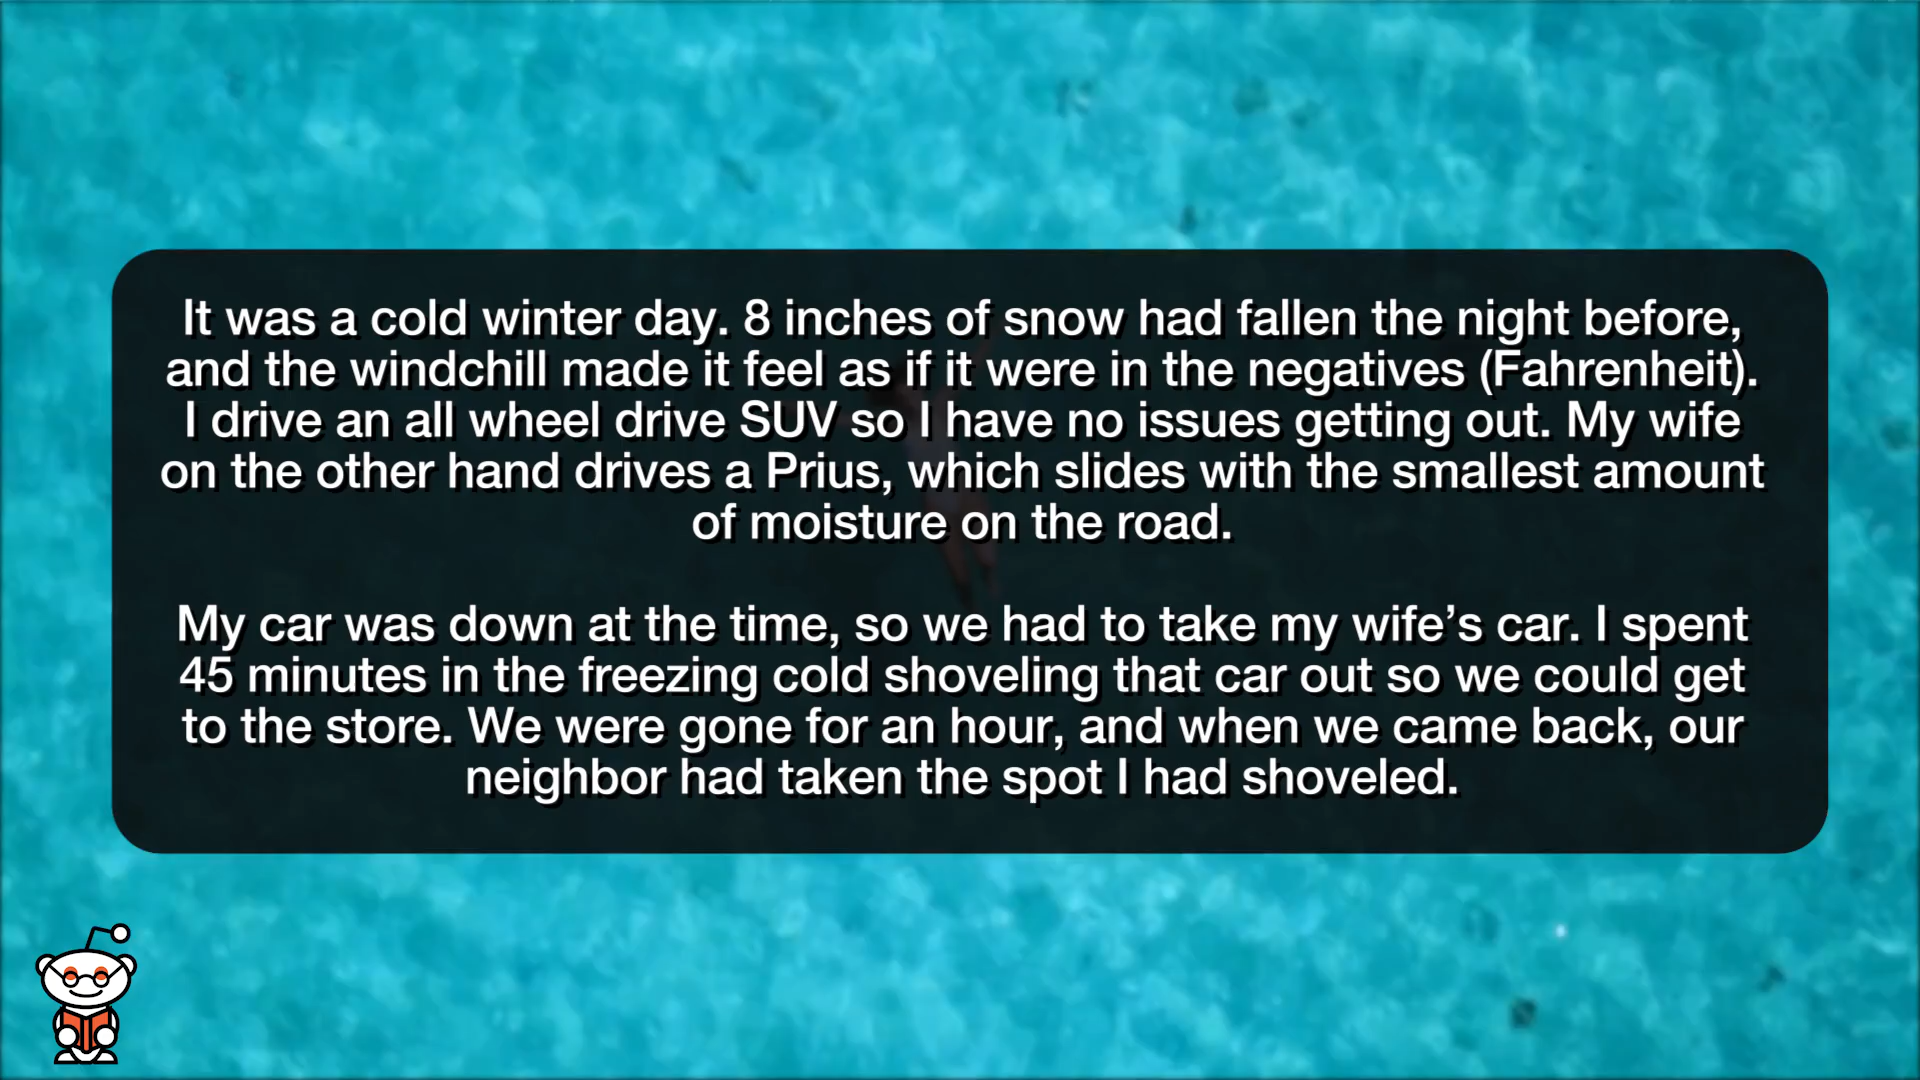 It was a cold winter day. 8 inches of snow had fallen the night before,
and the windchill made it feel as if it were in the negatives (Fahrenheit).
I drive an all wheel drive SUV so I have no issues getting out. My wife
on the other hand drives a Prius, which slides with the smallest amount
of moisture on the road.
My car was down at the time, so we had to take my wife’s car. I spent
45 minutes in the freezing cold shoveling that car out so we could get
to the store. We were gone for an hour, and when we came back, our
neighbor had taken the spot I had shoveled.